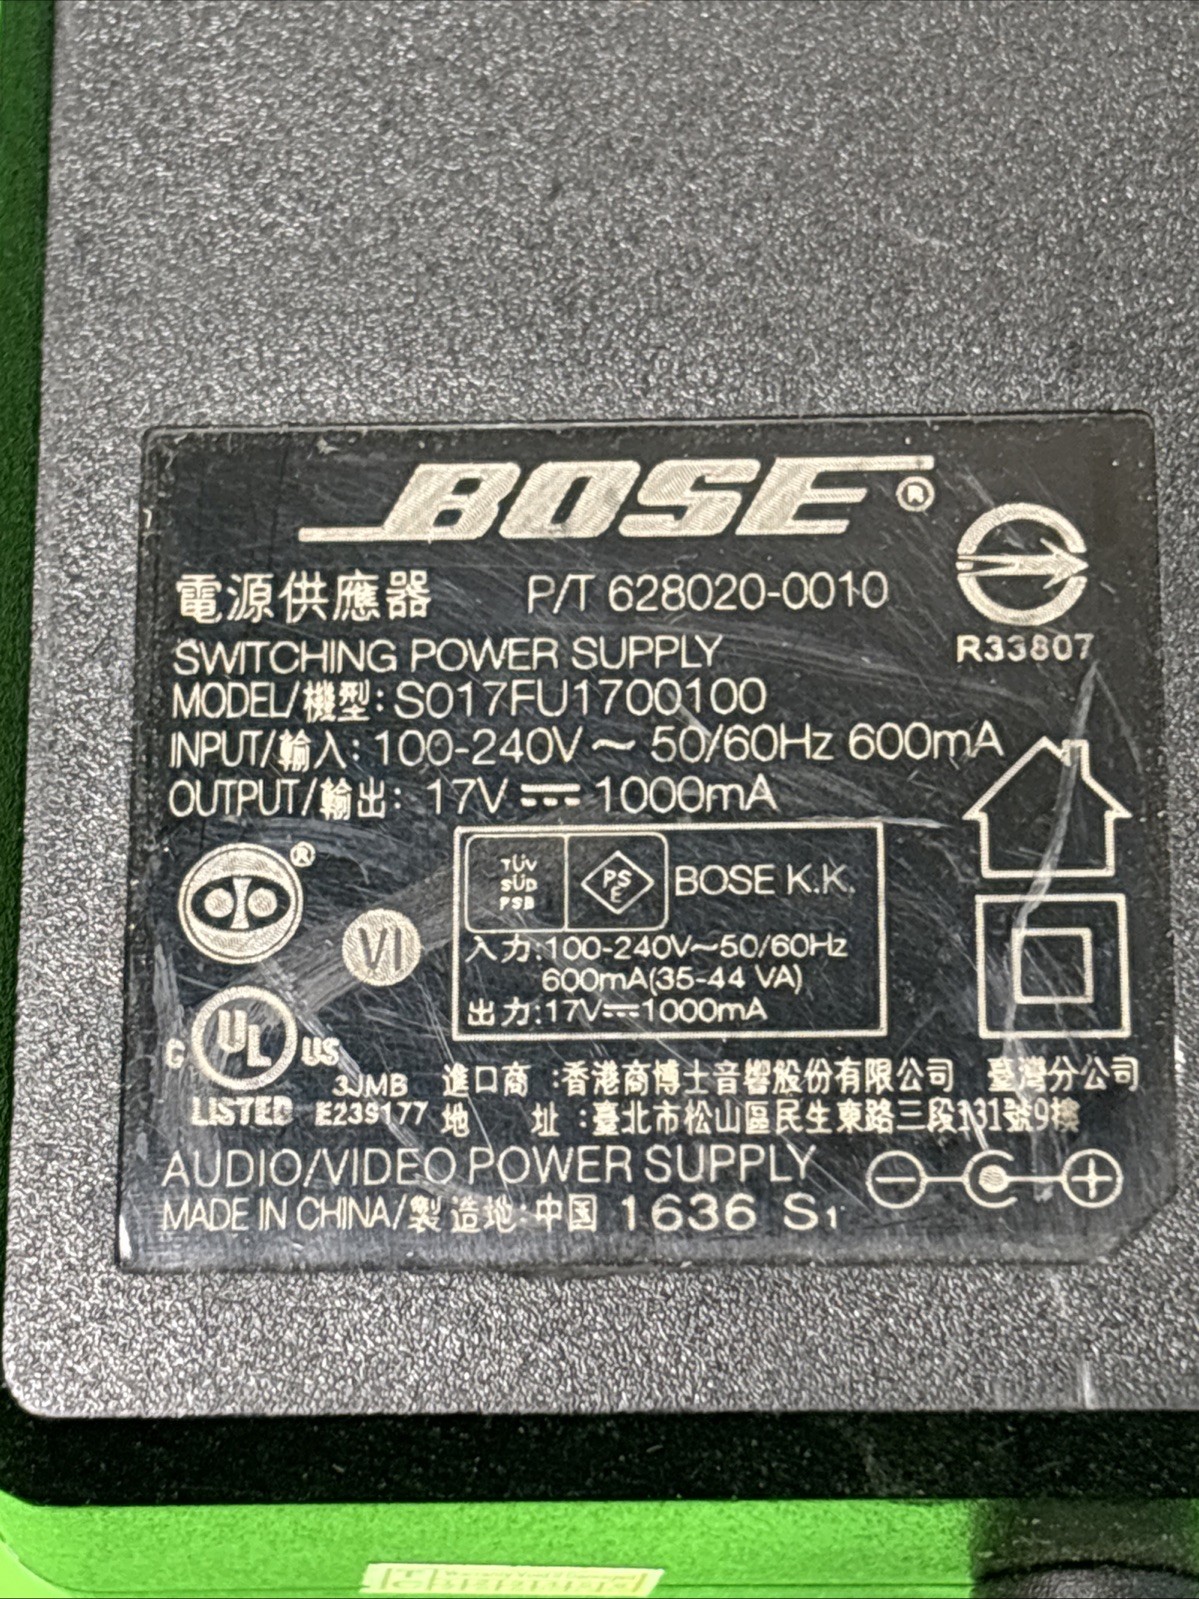 BOSE®
電源供應器 P/T 628020-0010
R33807
SWITCHING POWER SUPPLY
MODEL/機型: S017FU1700100
INPUT/輸入: 100-240V ~ 50/60Hz 600mA
OUTPUT/輸出: 17V ⎓ 1000mA
®
VI
TÜV
SÜD
PSB
PS
E
BOSE K.K.
入力:100-240V~50/60Hz
600mA(35-44 VA)
出力:17V⎓1000mA
C UL US
LISTED
3JMB
E239177
進口商 :香港商博士音響股份有限公司 臺灣分公司
地 址 :臺北市松山區民生東路三段131號9樓
AUDIO/VIDEO POWER SUPPLY
MADE IN CHINA/製造地:中国 1636 S1